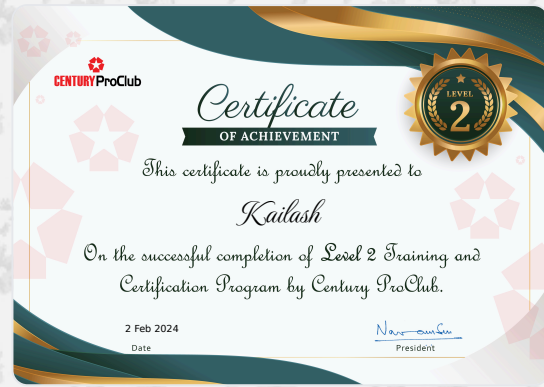 CENTURY ProClub
LEVEL
2
Certificate
OF ACHIEVEMENT
This certificate is proudly presented to
Kailash
On the successful completion of Level 2 Training and
Certification Program by Century ProClub.
2 Feb 2024
Date
President